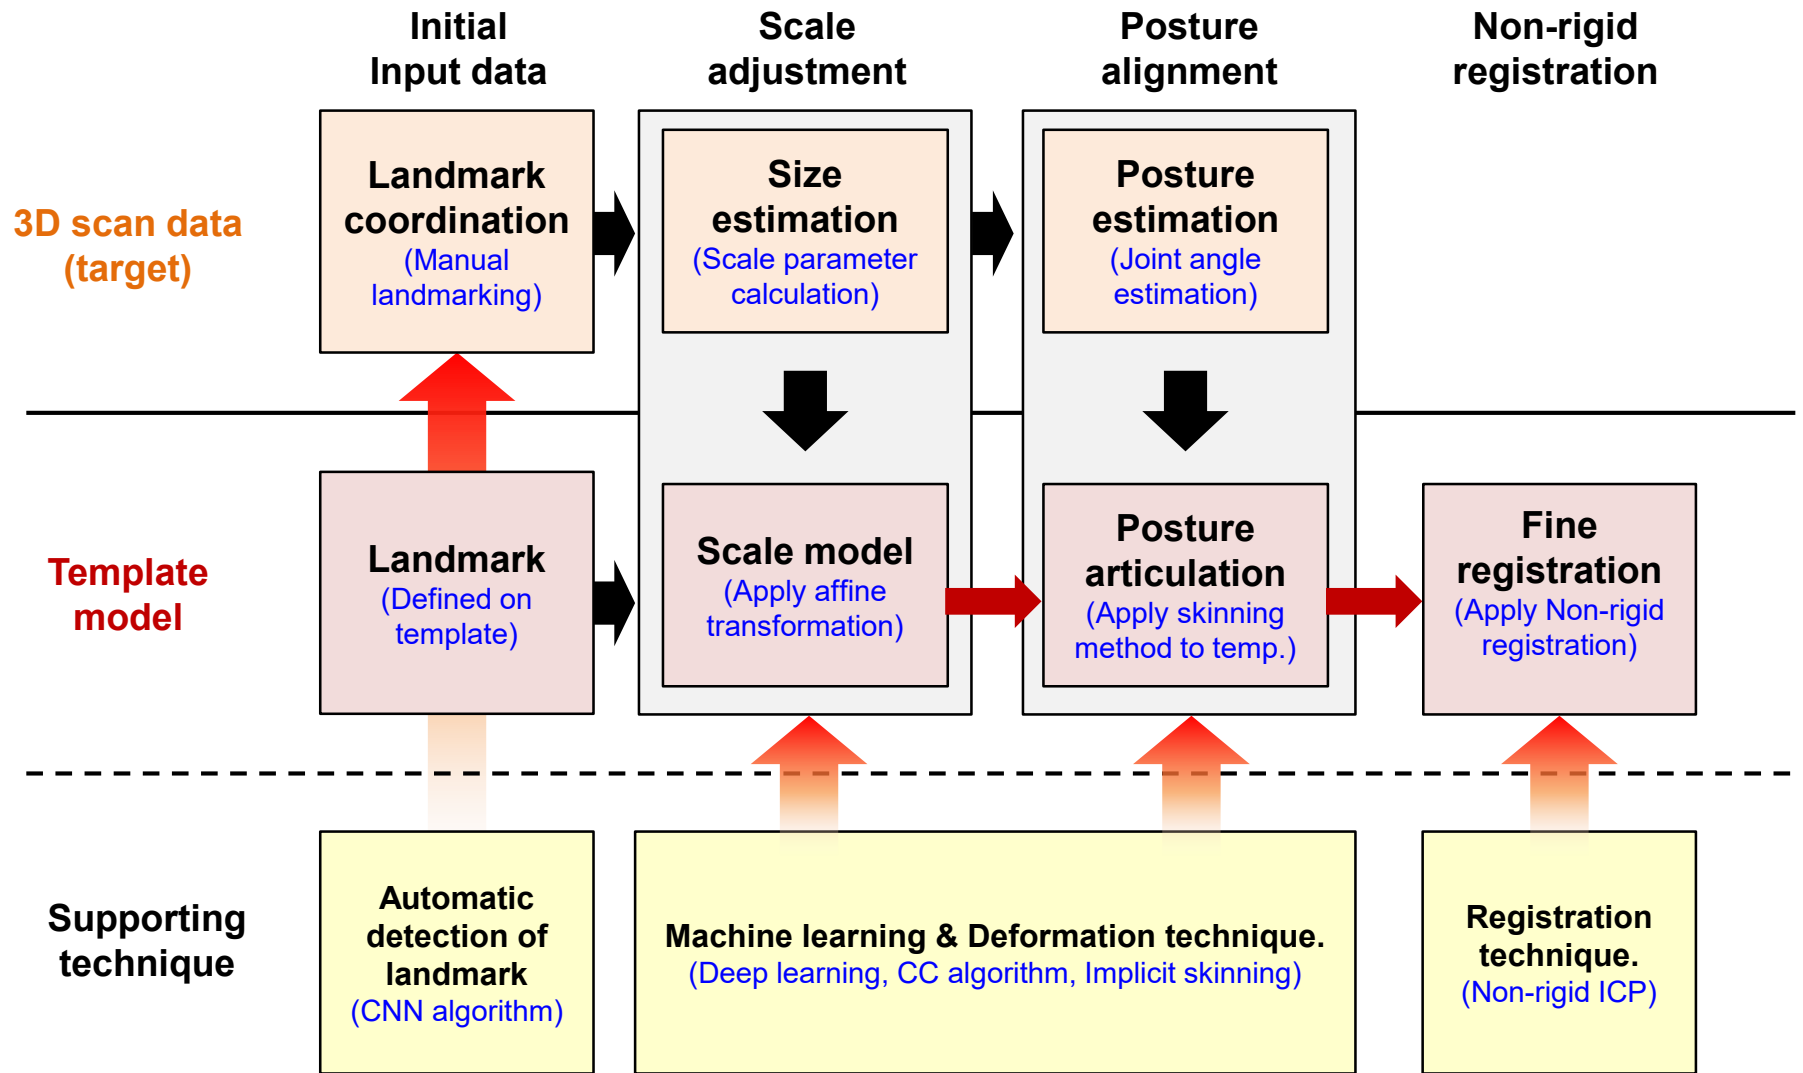 Initial
Input data
Scale
adjustment
Posture
alignment
Non-rigid
registration
3D scan data
(target)
Landmark
coordination
(Manual
landmarking)
Size
estimation
(Scale parameter
calculation)
Posture
estimation
(Joint angle
estimation)
Template
model
Landmark
(Defined on
template)
Scale model
(Apply affine
transformation)
Posture
articulation
(Apply skinning
method to temp.)
Fine
registration
(Apply Non-rigid
registration)
Supporting
technique
Automatic
detection of
landmark
(CNN algorithm)
Machine learning & Deformation technique.
(Deep learning, CC algorithm, Implicit skinning)
Registration
technique.
(Non-rigid ICP)